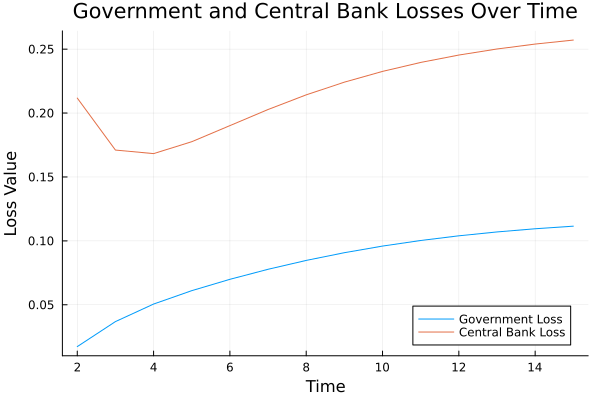 Government and Central Bank Losses Over Time
Loss Value
0.25
0.20
0.15
0.10
0.05
Government Loss
Central Bank Loss
2 4 6 8 10 12 14
Time